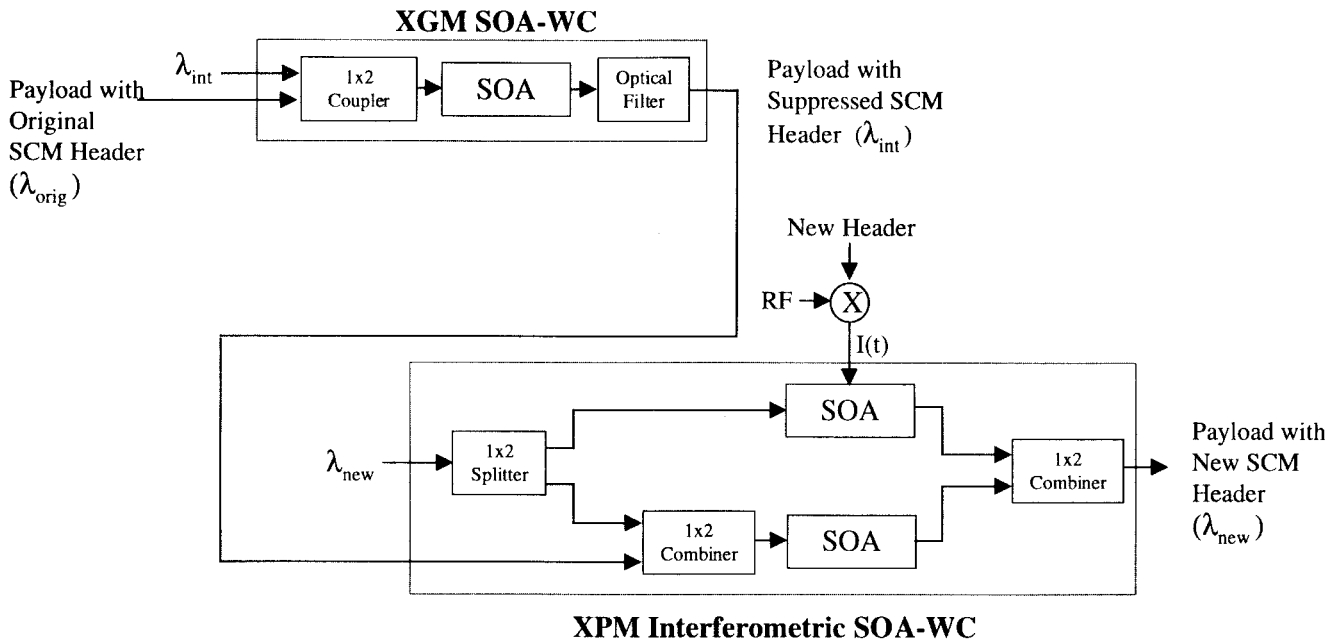 XGM SOA-WC
λint
Payload with
Original
SCM Header
(λorig)
1x2
Coupler
SOA
Optical
Filter
Payload with
Suppressed SCM
Header (λint)
New Header
RF
X
I(t)
λnew
1x2
Splitter
SOA
1x2
Combiner
SOA
1x2
Combiner
Payload with
New SCM
Header
(λnew)
XPM Interferometric SOA-WC